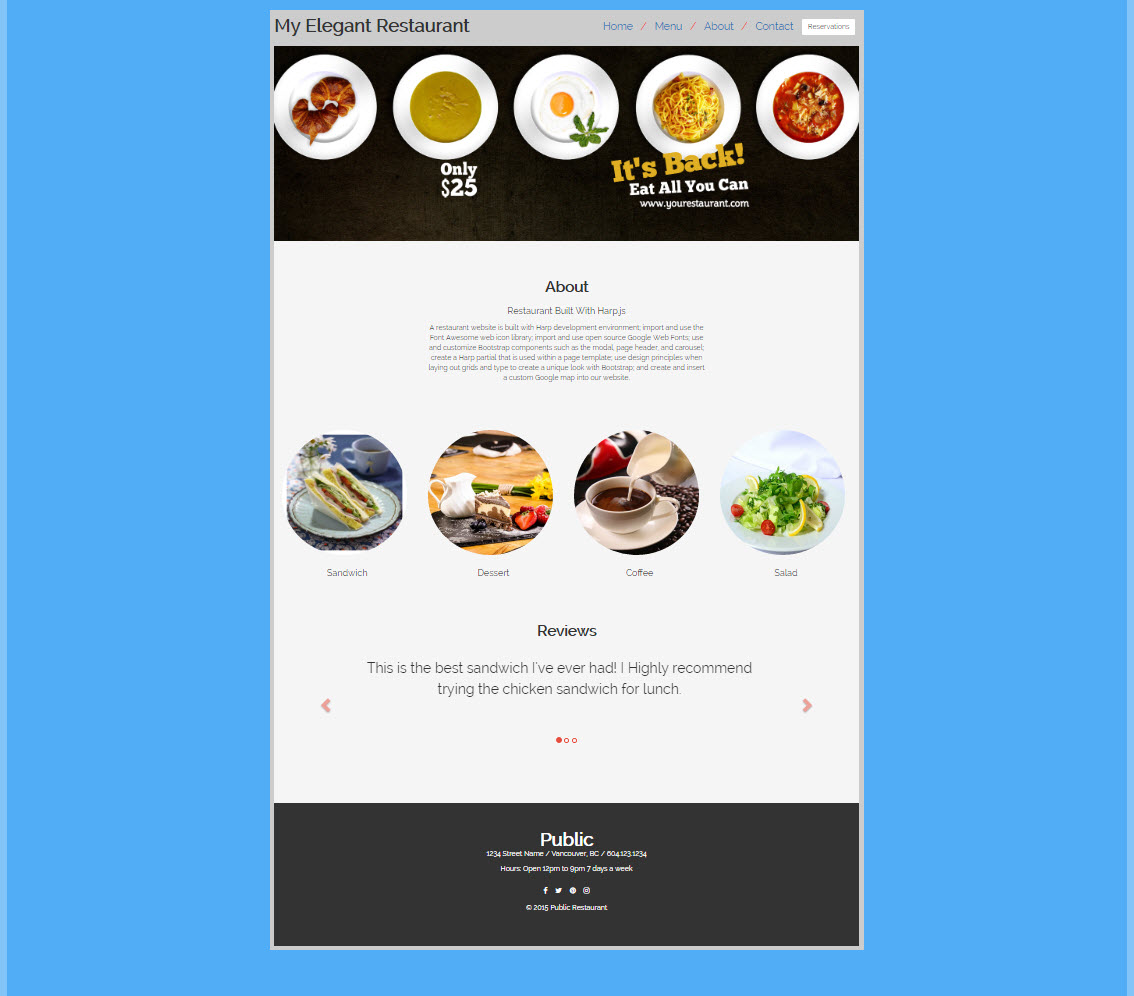 My Elegant Restaurant
Home / Menu / About / Contact Reservations
Only
$25
It's Back!
Eat All You Can
www.yourestaurant.com
About
Restaurant Built With Harp.js
A restaurant website is built with Harp development environment; import and use the
Font Awesome web icon library; import and use open source Google Web Fonts; use
and customize Bootstrap components such as the modal, page header, and carousel;
create a Harp partial that is used within a page template; use design principles when
laying out grids and type to create a unique look with Bootstrap; and create and insert
a custom Google map into our website.
Sandwich
Dessert
Coffee
Salad
Reviews
This is the best sandwich I've ever had! I Highly recommend
trying the chicken sandwich for lunch.
Public
1234 Street Name / Vancouver, BC / 604.123.1234
Hours: Open 12pm to 9pm 7 days a week
© 2015 Public Restaurant